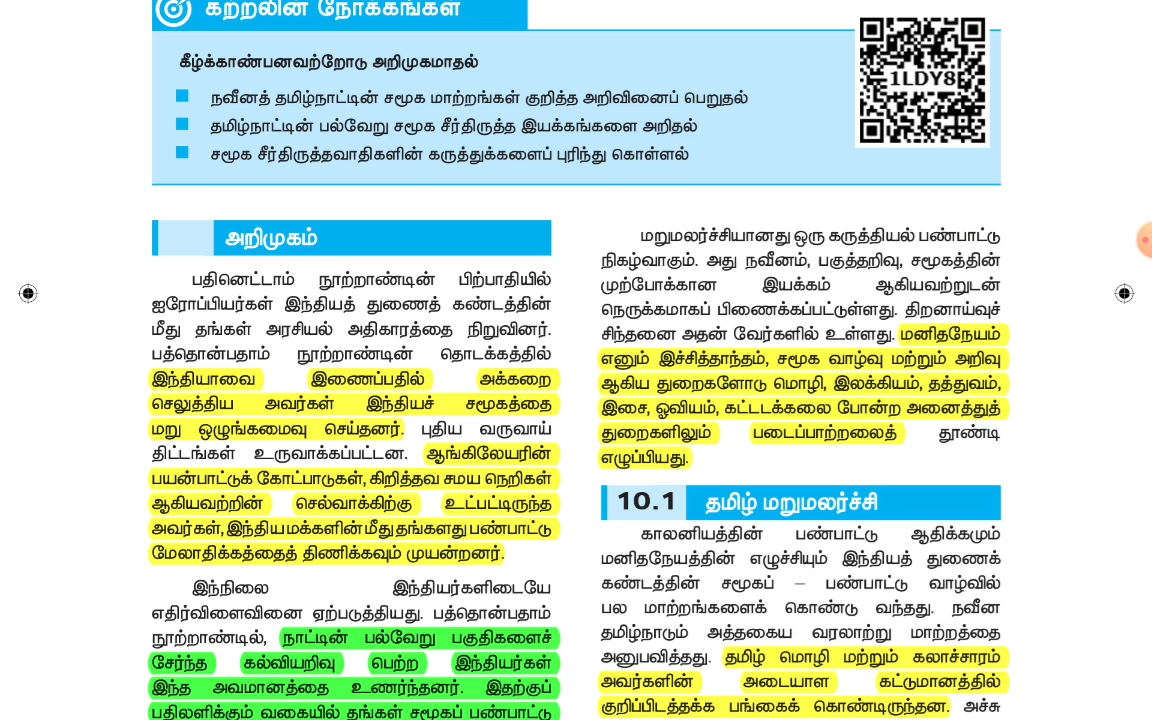 கற்றலின் நோக்கங்கள்
கீழ்க்காண்பனவற்றோடு அறிமுகமாதல்
நவீனத் தமிழ்நாட்டின் சமூக மாற்றங்கள் குறித்த அறிவினைப் பெறுதல்
தமிழ்நாட்டின் பல்வேறு சமூக சீர்திருத்த இயக்கங்களை அறிதல்
சமூக சீர்திருத்தவாதிகளின் கருத்துக்களைப் புரிந்து கொள்ளல்
1LDY8E
அறிமுகம்
பதினெட்டாம் நூற்றாண்டின் பிற்பாதியில்
ஐரோப்பியர்கள் இந்தியத் துணைத் கண்டத்தின்
மீது தங்கள் அரசியல் அதிகாரத்தை நிறுவினர்.
பத்தொன்பதாம் நூற்றாண்டின் தொடக்கத்தில்
இந்தியாவை இணைப்பதில் அக்கறை
செலுத்திய அவர்கள் இந்தியச் சமூகத்தை
மறு ஒழுங்கமைவு செய்தனர். புதிய வருவாய்
திட்டங்கள் உருவாக்கப்பட்டன. ஆங்கிலேயரின்
பயன்பாட்டுக் கோட்பாடுகள், கிறித்தவ சமய நெறிகள்
ஆகியவற்றின் செல்வாக்கிற்கு உட்பட்டிருந்த
அவர்கள், இந்திய மக்களின் மீது தங்களது பண்பாட்டு
மேலாதிக்கத்தைத் திணிக்கவும் முயன்றனர்.
இந்நிலை இந்தியர்களிடையே
எதிர்விளைவினை ஏற்படுத்தியது. பத்தொன்பதாம்
நூற்றாண்டில், நாட்டின் பல்வேறு பகுதிகளைச்
சேர்ந்த கல்வியறிவு பெற்ற இந்தியர்கள்
இந்த அவமானத்தை உணர்ந்தனர். இதற்குப்
பதிலளிக்கும் வகையில் தங்கள் சமூகப் பண்பாட்டு
மறுமலர்ச்சியானது ஒரு கருத்தியல் பண்பாட்டு
நிகழ்வாகும். அது நவீனம், பகுத்தறிவு, சமூகத்தின்
முற்போக்கான இயக்கம் ஆகியவற்றுடன்
நெருக்கமாகப் பிணைக்கப்பட்டுள்ளது. திறனாய்வுச்
சிந்தனை அதன் வேர்களில் உள்ளது. மனிதநேயம்
எனும் இச்சித்தாந்தம், சமூக வாழ்வு மற்றும் அறிவு
ஆகிய துறைகளோடு மொழி, இலக்கியம், தத்துவம்,
இசை, ஓவியம், கட்டடக்கலை போன்ற அனைத்துத்
துறைகளிலும் படைப்பாற்றலைத் தூண்டி
எழுப்பியது.
10.1 தமிழ் மறுமலர்ச்சி
காலனியத்தின் பண்பாட்டு ஆதிக்கமும்
மனிதநேயத்தின் எழுச்சியும் இந்தியத் துணைக்
கண்டத்தின் சமூகப் – பண்பாட்டு வாழ்வில்
பல மாற்றங்களைக் கொண்டு வந்தது. நவீன
தமிழ்நாடும் அத்தகைய வரலாற்று மாற்றத்தை
அனுபவித்தது. தமிழ் மொழி மற்றும் கலாச்சாரம்
அவர்களின் அடையாள கட்டுமானத்தில்
குறிப்பிடத்தக்க பங்கைக் கொண்டிருந்தன. அச்சு